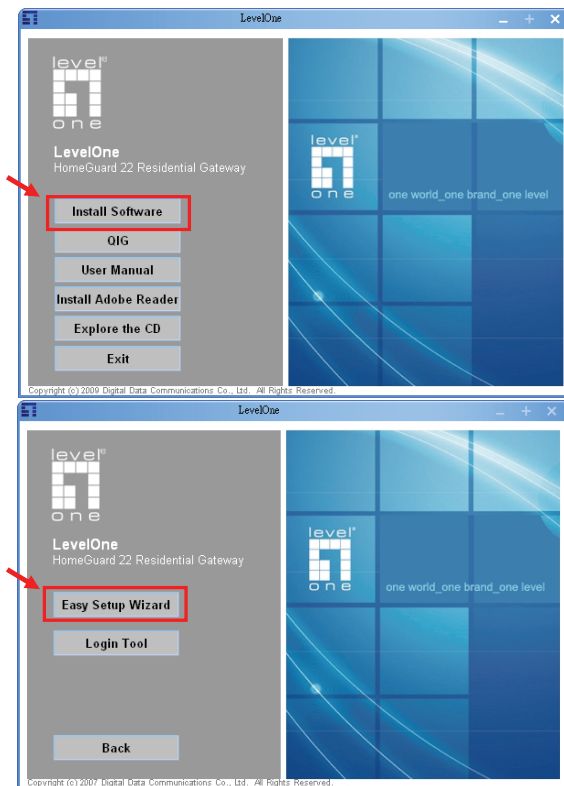 LevelOne
level®
one
LevelOne
HomeGuard 22 Residential Gateway
Install Software
QIG
User Manual
Install Adobe Reader
Explore the CD
Exit
level®
one
one world_one brand_one level
Copyright (c) 2009 Digital Data Communications Co., Ltd. All Rights Reserved.
LevelOne
level®
one
LevelOne
HomeGuard 22 Residential Gateway
Easy Setup Wizard
Login Tool
Back
level®
one
one world_one brand_one level
Copyright (c) 2007 Digital Data Communications Co., Ltd. All Rights Reserved.